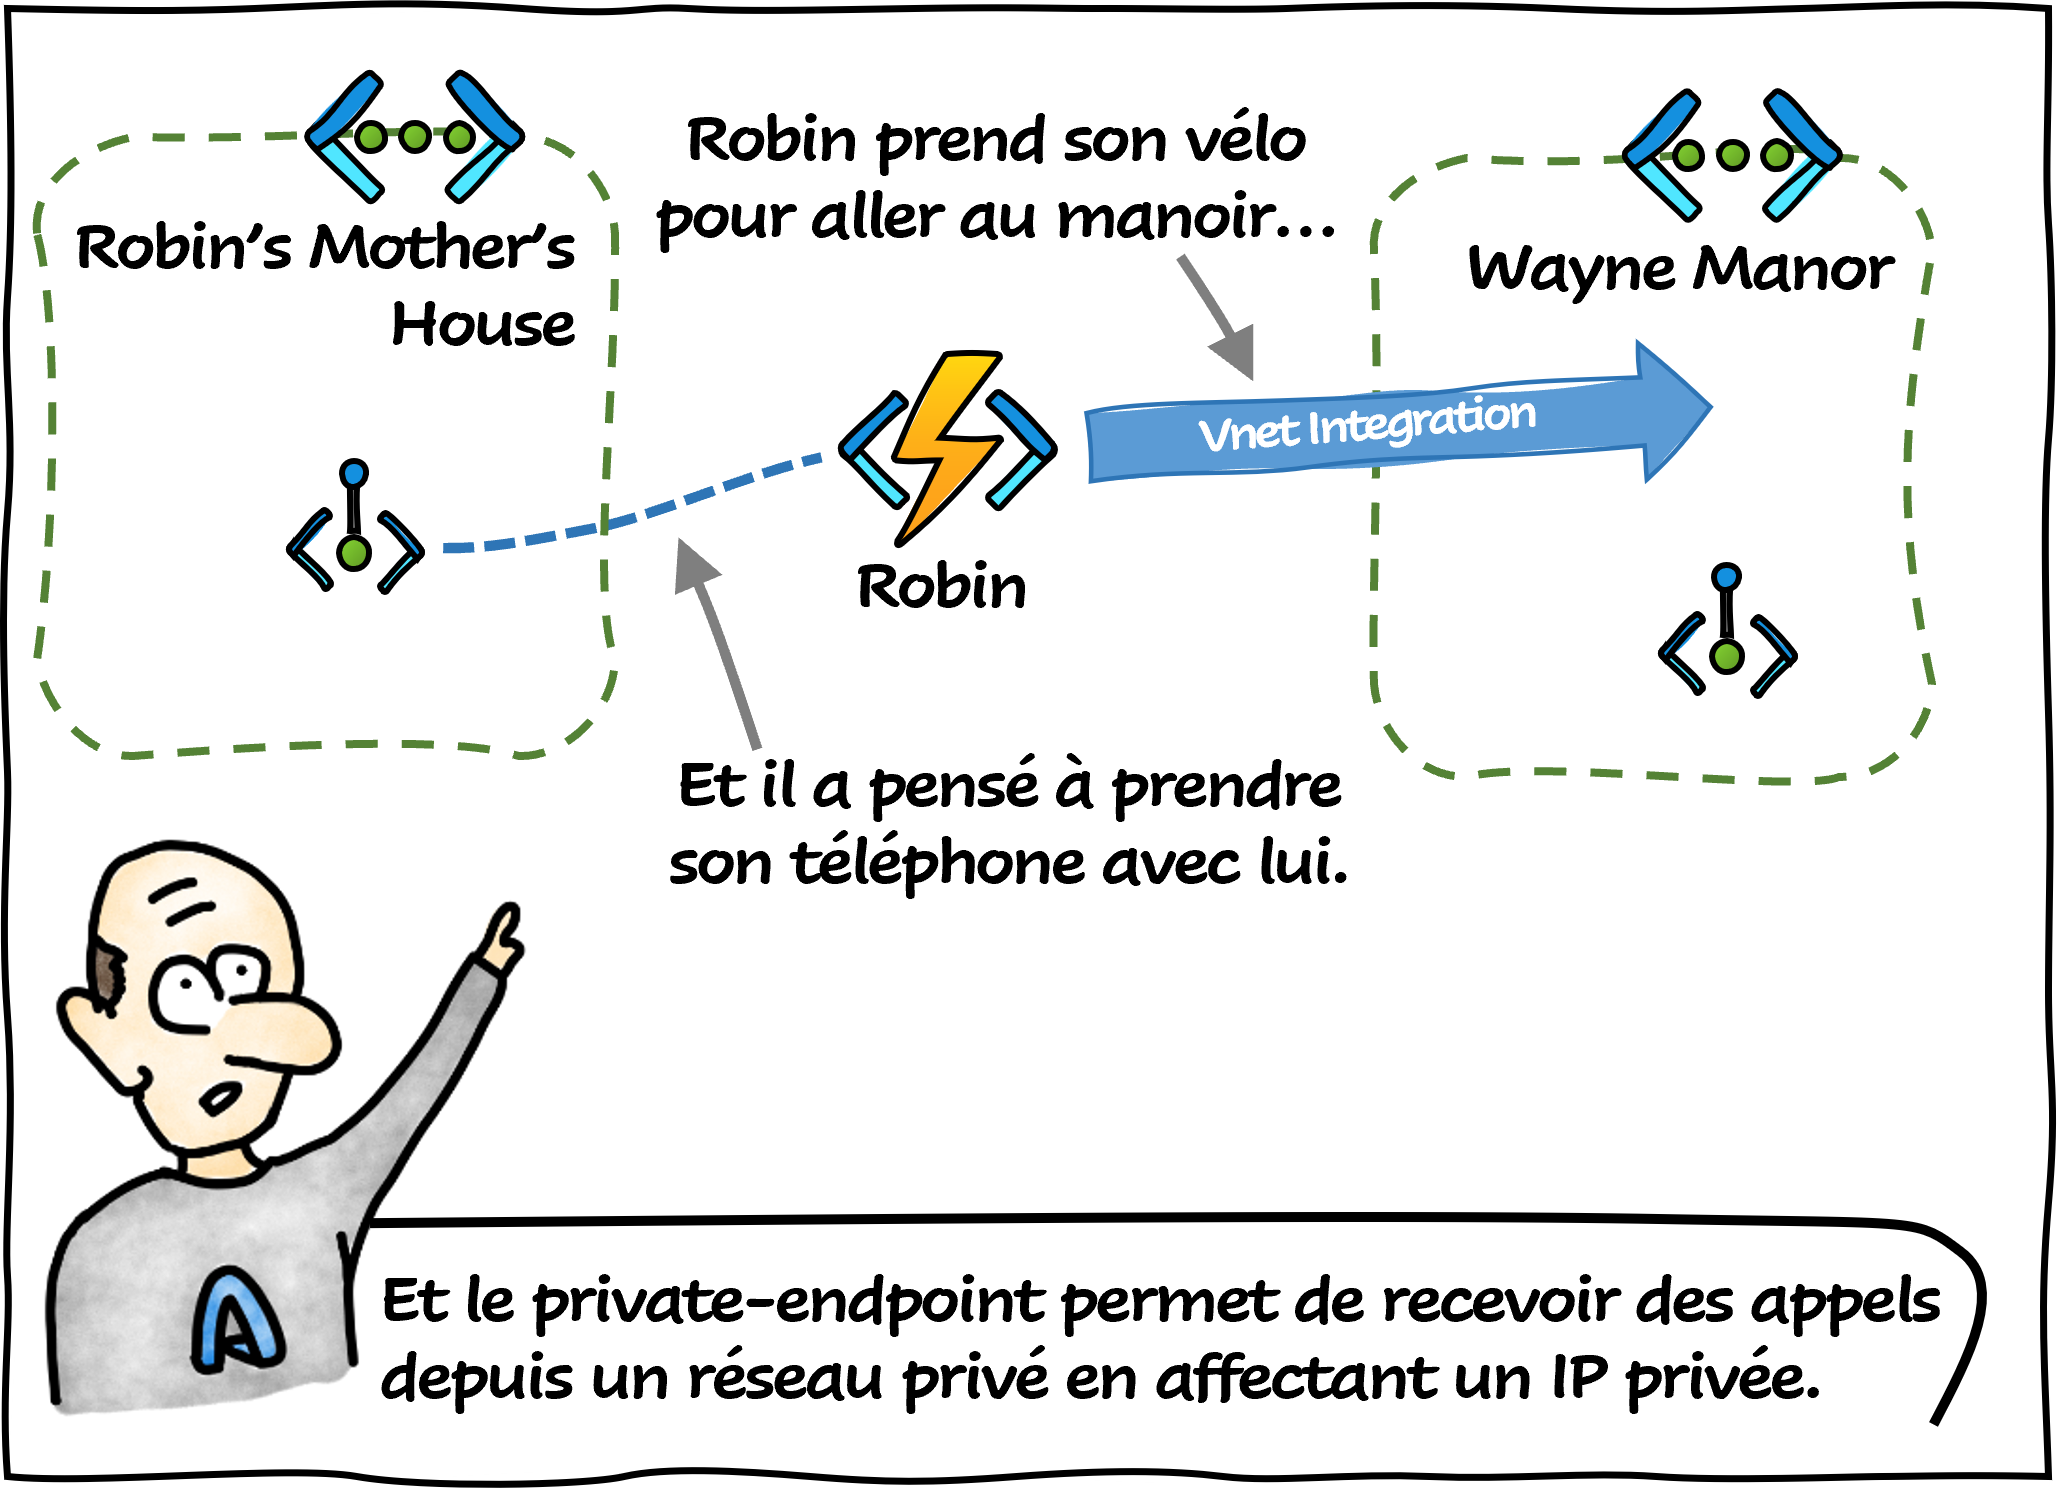 Robin prend son vélo
pour aller au manoir...
Robin's Mother's
House
Wayne Manor
Vnet Integration
Robin
Et il a pensé à prendre
son téléphone avec lui.
A
Et le private-endpoint permet de recevoir des appels
depuis un réseau privé en affectant un IP privée.